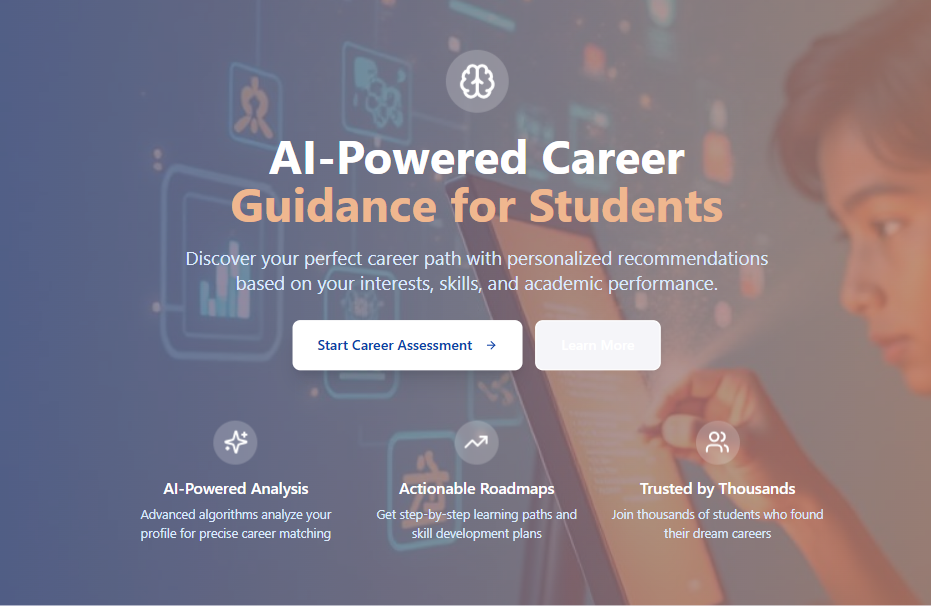 AI-Powered Career
Guidance for Students
Discover your perfect career path with personalized recommendations
based on your interests, skills, and academic performance.
Start Career Assessment →
Learn More
AI-Powered Analysis
Advanced algorithms analyze your
profile for precise career matching
Actionable Roadmaps
Get step-by-step learning paths and
skill development plans
Trusted by Thousands
Join thousands of students who found
their dream careers